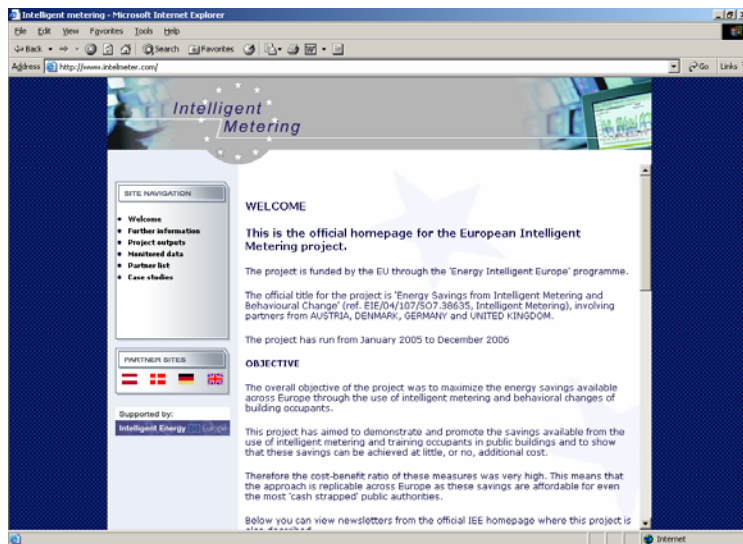 Intelligent metering - Microsoft Internet Explorer
File Edit View Favorites Tools Help
Back Search Favorites
Address http://www.intelmeter.com/ Go Links
Intelligent
Metering
SITE NAVIGATION
Welcome
Further information
Project outputs
Monitored data
Partner list
Case studies
PARTNER SITES
Supported by:
Intelligent Energy Europe
WELCOME
This is the official homepage for the European Intelligent
Metering project.
The project is funded by the EU through the 'Energy Intelligent Europe' programme.
The official title for the project is 'Energy Savings from Intelligent Metering and
Behavioural Change' (ref. EIE/04/107/SO7.38635, Intelligent Metering), involving
partners from AUSTRIA, DENMARK, GERMANY and UNITED KINGDOM.
The project has run from January 2005 to December 2006
OBJECTIVE
The overall objective of the project was to maximize the energy savings available
across Europe through the use of intelligent metering and behavioral changes of
building occupants.
This project has aimed to demonstrate and promote the savings available from the
use of intelligent metering and training occupants in public buildings and to show
that these savings can be achieved at little, or no, additional cost.
Therefore the cost-benefit ratio of these measures was very high. This means that
the approach is replicable across Europe as these savings are affordable for even
the most 'cash strapped' public authorities.
Below you can view newsletters from the official IEE homepage where this project is
also described
Internet